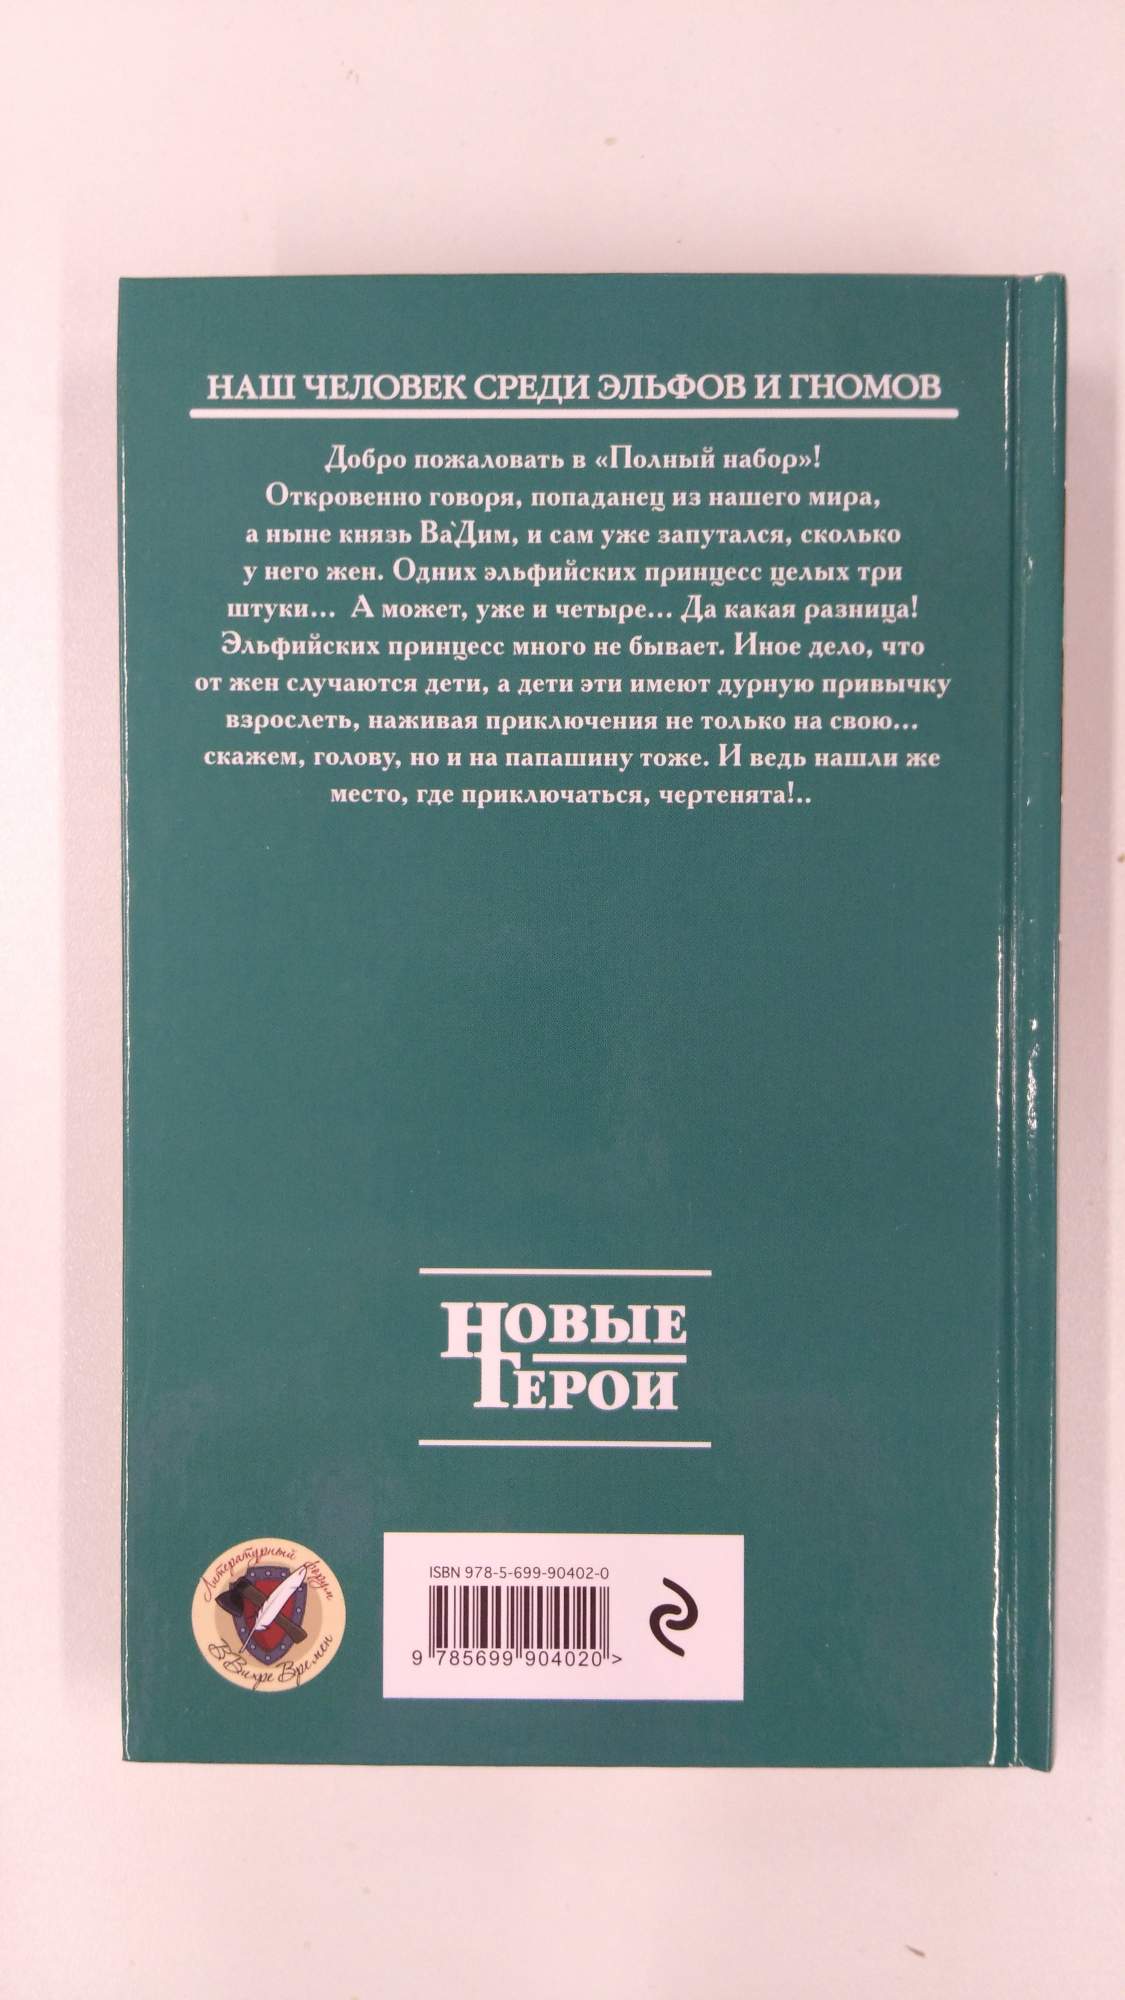 НАШ ЧЕЛОВЕК СРЕДИ ЭЛЬФОВ И ГНОМОВ
Добро пожаловать в «Полный набор»!
Откровенно говоря, попаданец из нашего мира,
а ныне князь Ва`Дим, и сам уже запутался, сколько
у него жен. Одних эльфийских принцесс целых три
штуки... А может, уже и четыре... Да какая разница!
Эльфийских принцесс много не бывает. Иное дело, что
от жен случаются дети, а дети эти имеют дурную привычку
взрослеть, наживая приключения не только на свою...
скажем, голову, но и на папашину тоже. И ведь нашли же
место, где приключаться, чертенята!..
НОВЫЕ
ГЕРОИ
Литературный форум
В Вихре Времен
ISBN 978-5-699-90402-0
9 785699 904020 >